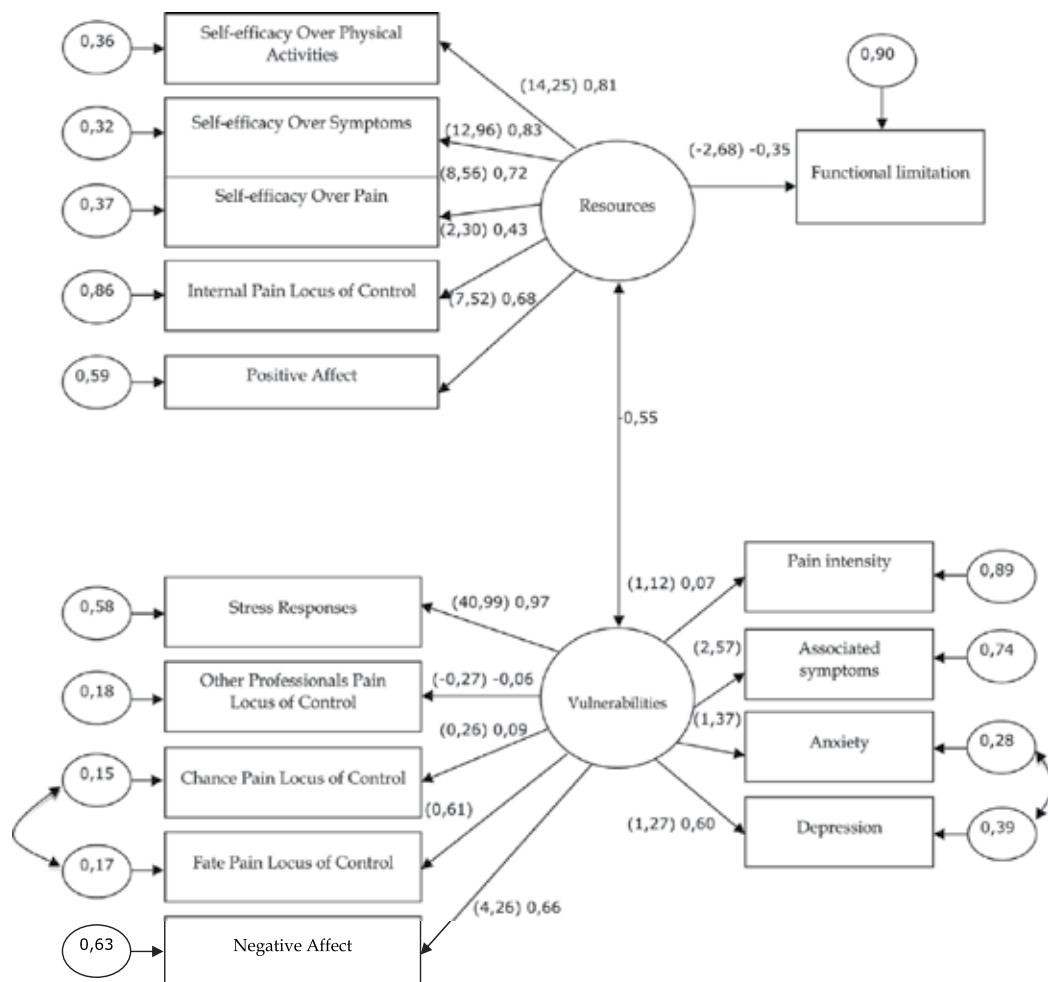 0,36
Self-efficacy Over Physical
Activities
(14,25) 0,81
0,90
0,32
Self-efficacy Over Symptoms
(12,96) 0,83
(-2,68) -0,35
Functional limitation
(8,56) 0,72
0,37
Self-efficacy Over Pain
(2,30) 0,43
Resources
0,86
Internal Pain Locus of Control
(7,52) 0,68
0,59
Positive Affect
-0,55
Pain intensity
0,89
(1,12) 0,07
0,58
Stress Responses
(40,99) 0,97
(2,57)
Associated
symptoms
0,74
0,18
Other Professionals Pain
Locus of Control
(-0,27) -0,06
Vulnerabilities
(1,37)
(0,26) 0,09
Anxiety
0,28
0,15
Chance Pain Locus of Control
(0,61)
(1,27) 0,60
Depression
0,39
0,17
Fate Pain Locus of Control
(4,26) 0,66
0,63
Negative Affect